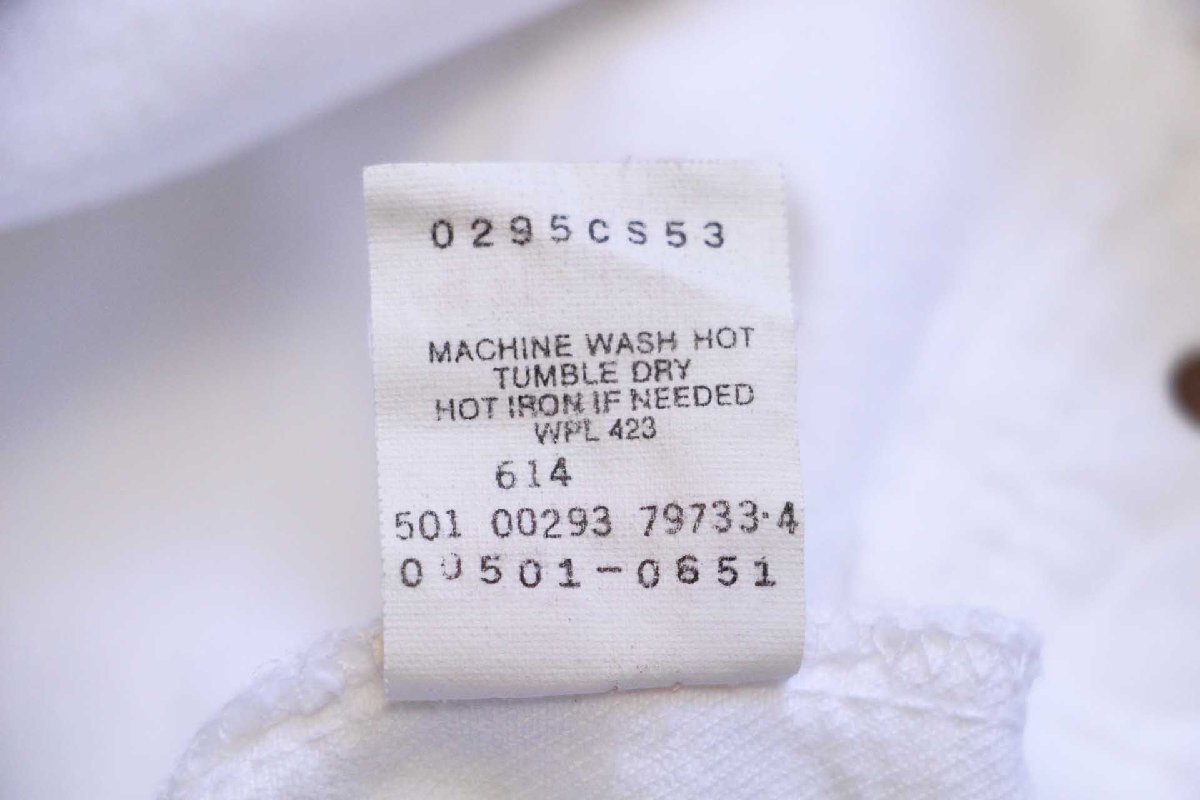 0295CS53
MACHINE WASH HOT
TUMBLE DRY
HOT IRON IF NEEDED
WPL 423
614
501 00293 79733·4
00501-0651